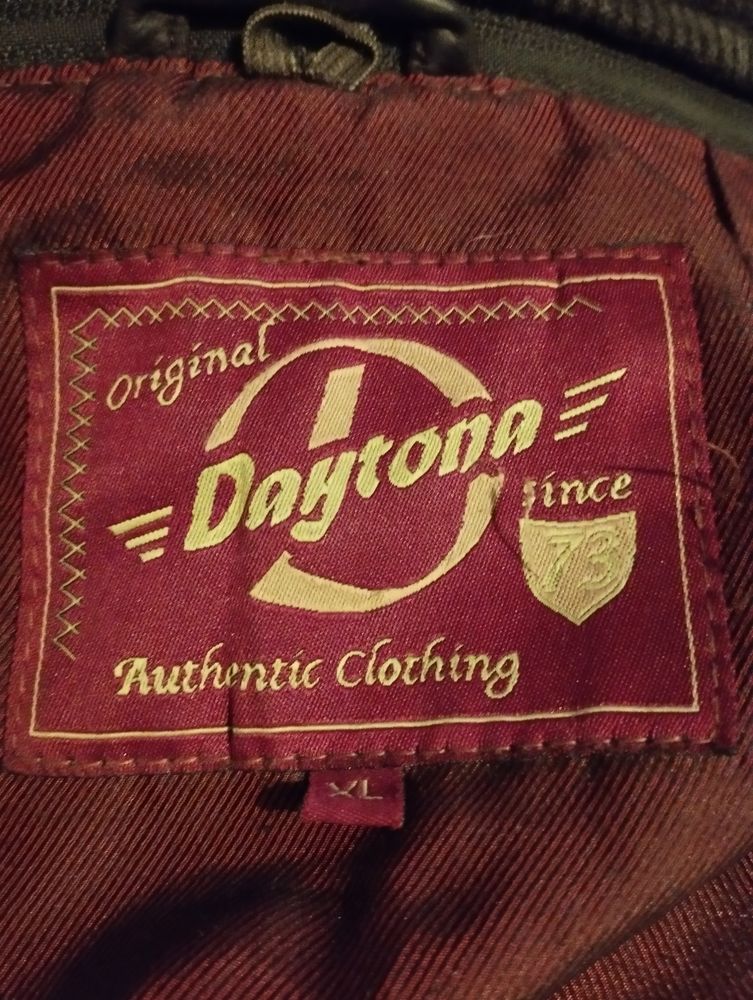 Original
Daytona
since
73
Authentic Clothing
XL